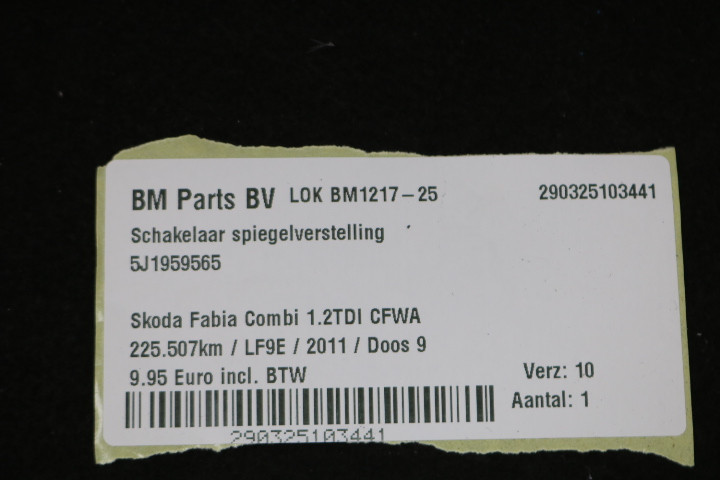 BM Parts BV LOK BM1217-25 290325103441
Schakelaar spiegelverstelling
5J1959565
Skoda Fabia Combi 1.2TDI CFWA
225.507km / LF9E / 2011 / Doos 9
9.95 Euro incl. BTW Verz: 10
Aantal: 1
290325103441